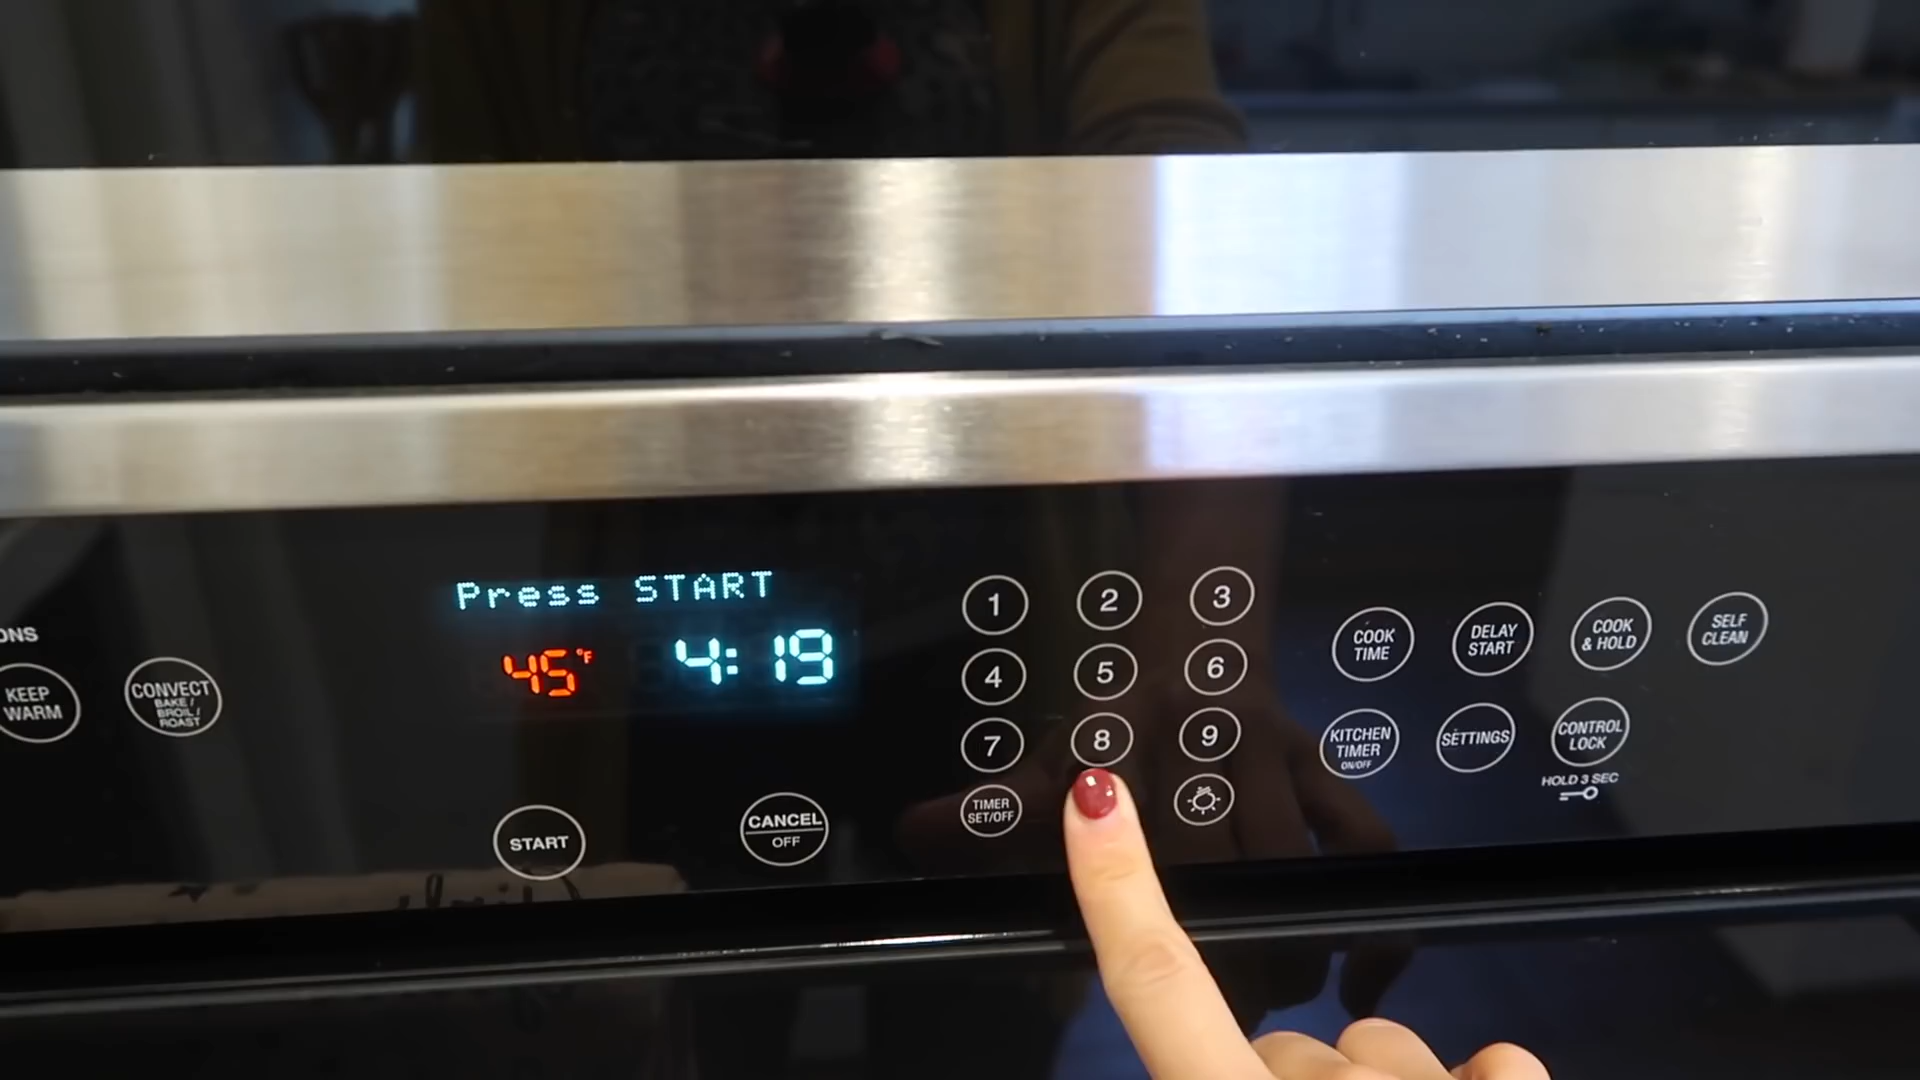 ONS
KEEP
WARM
CONVECT
BAKE /
BROIL /
ROAST
Press START
45°F 4:19
START
CANCEL
OFF
1 2 3
4 5 6
7 8 9
TIMER
SET/OFF
COOK
TIME
DELAY
START
COOK
& HOLD
SELF
CLEAN
KITCHEN
TIMER
ON/OFF
SETTINGS
CONTROL
LOCK
HOLD 3 SEC